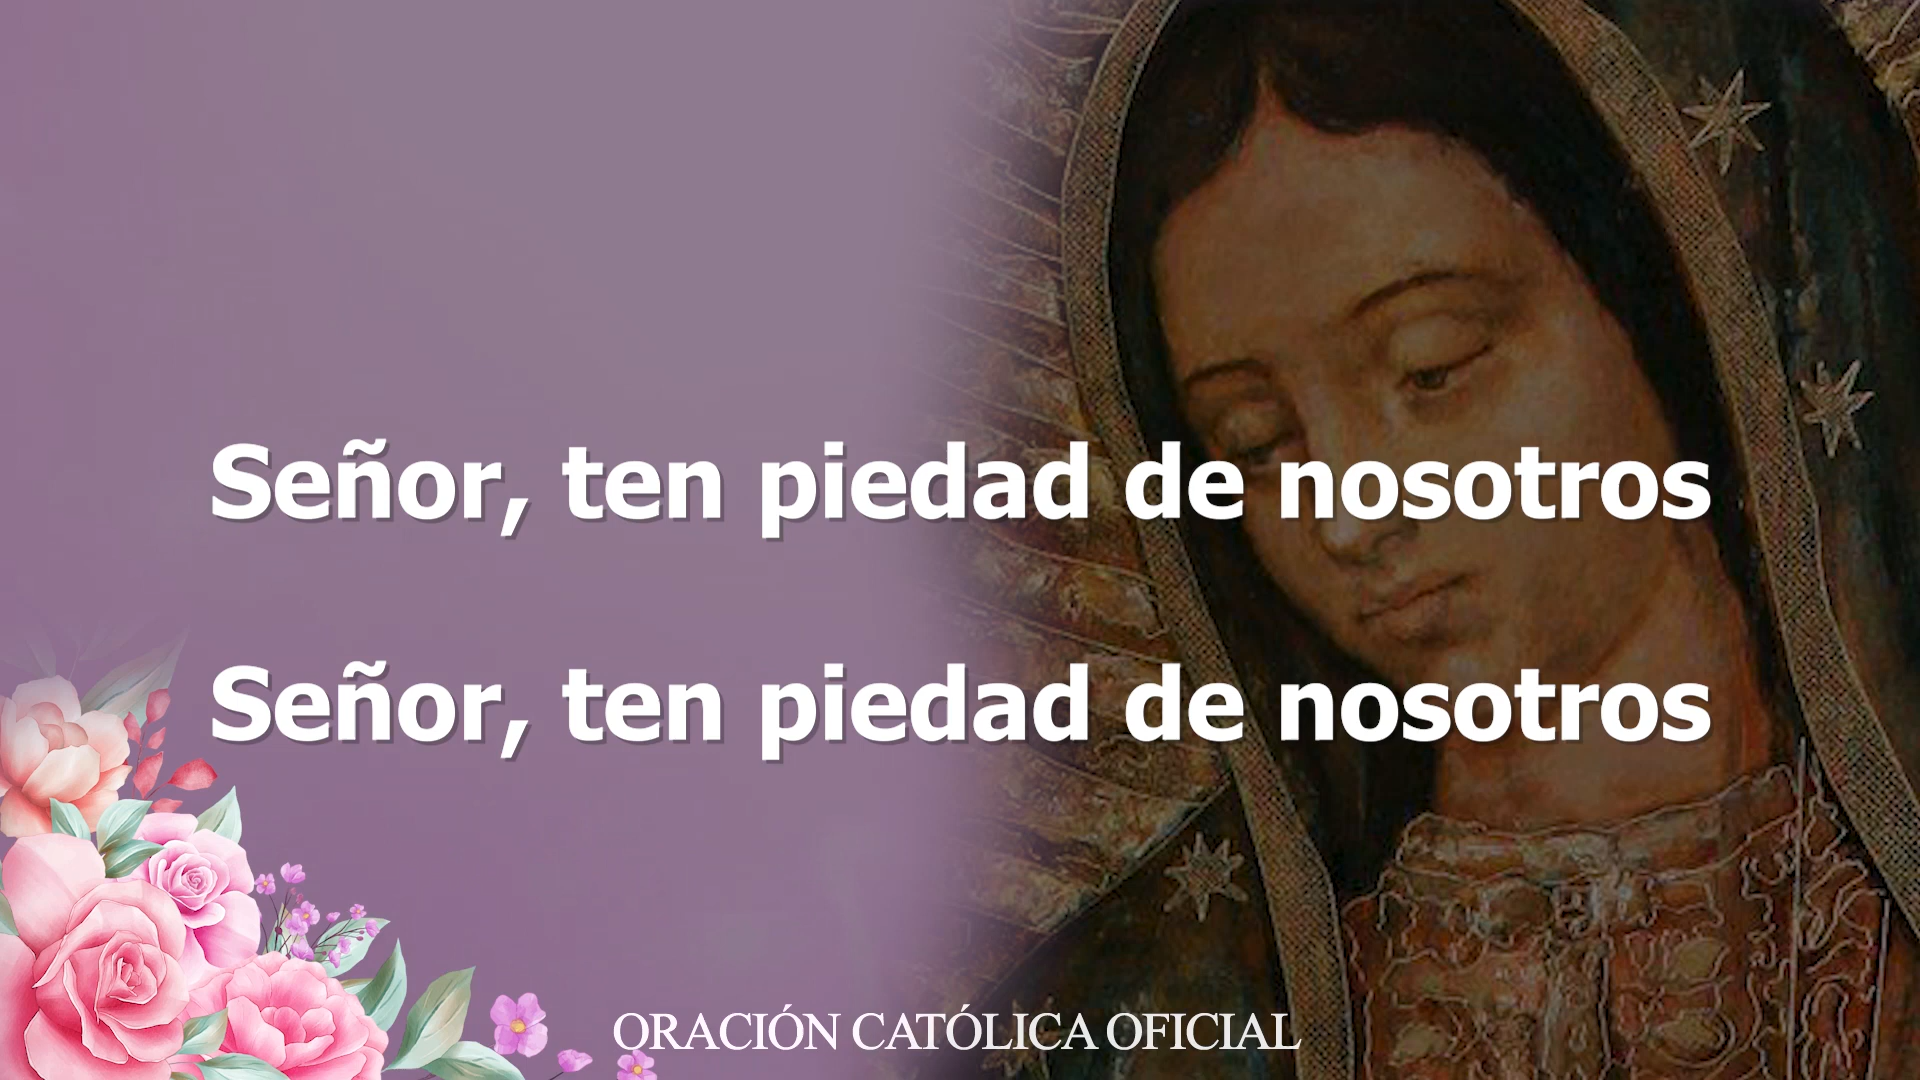 Señor, ten piedad de nosotros
Señor, ten piedad de nosotros
ORACIÓN CATÓLICA OFICIAL